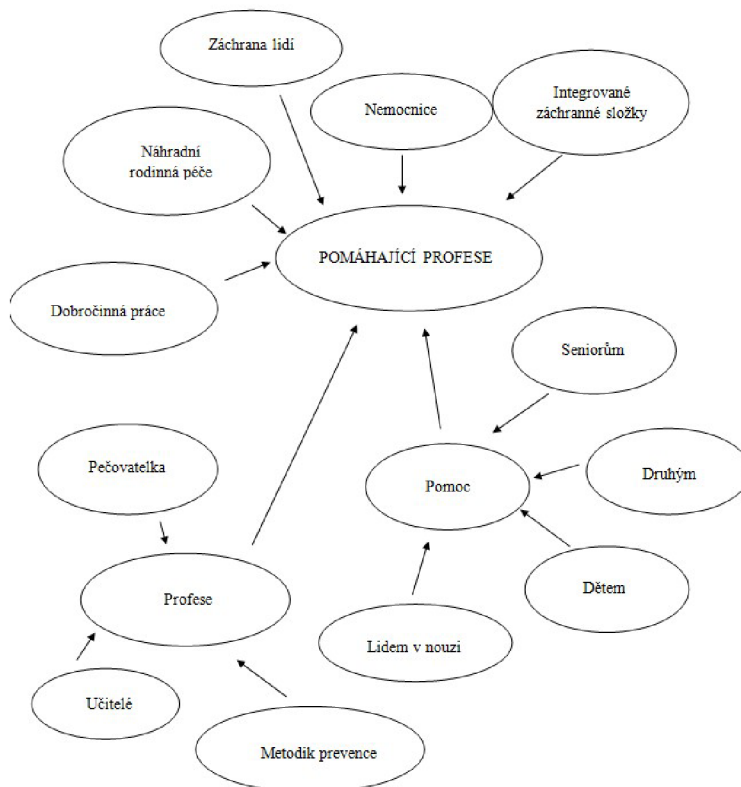 Záchrana lidí
Nemocnice
Integrované
záchranné složky
Náhradní
rodinná péče
POMÁHAJÍCÍ PROFESE
Dobročinná práce
Seniorům
Pečovatelka
Pomoc
Druhým
Profese
Dětem
Lidem v nouzi
Učitelé
Metodik prevence